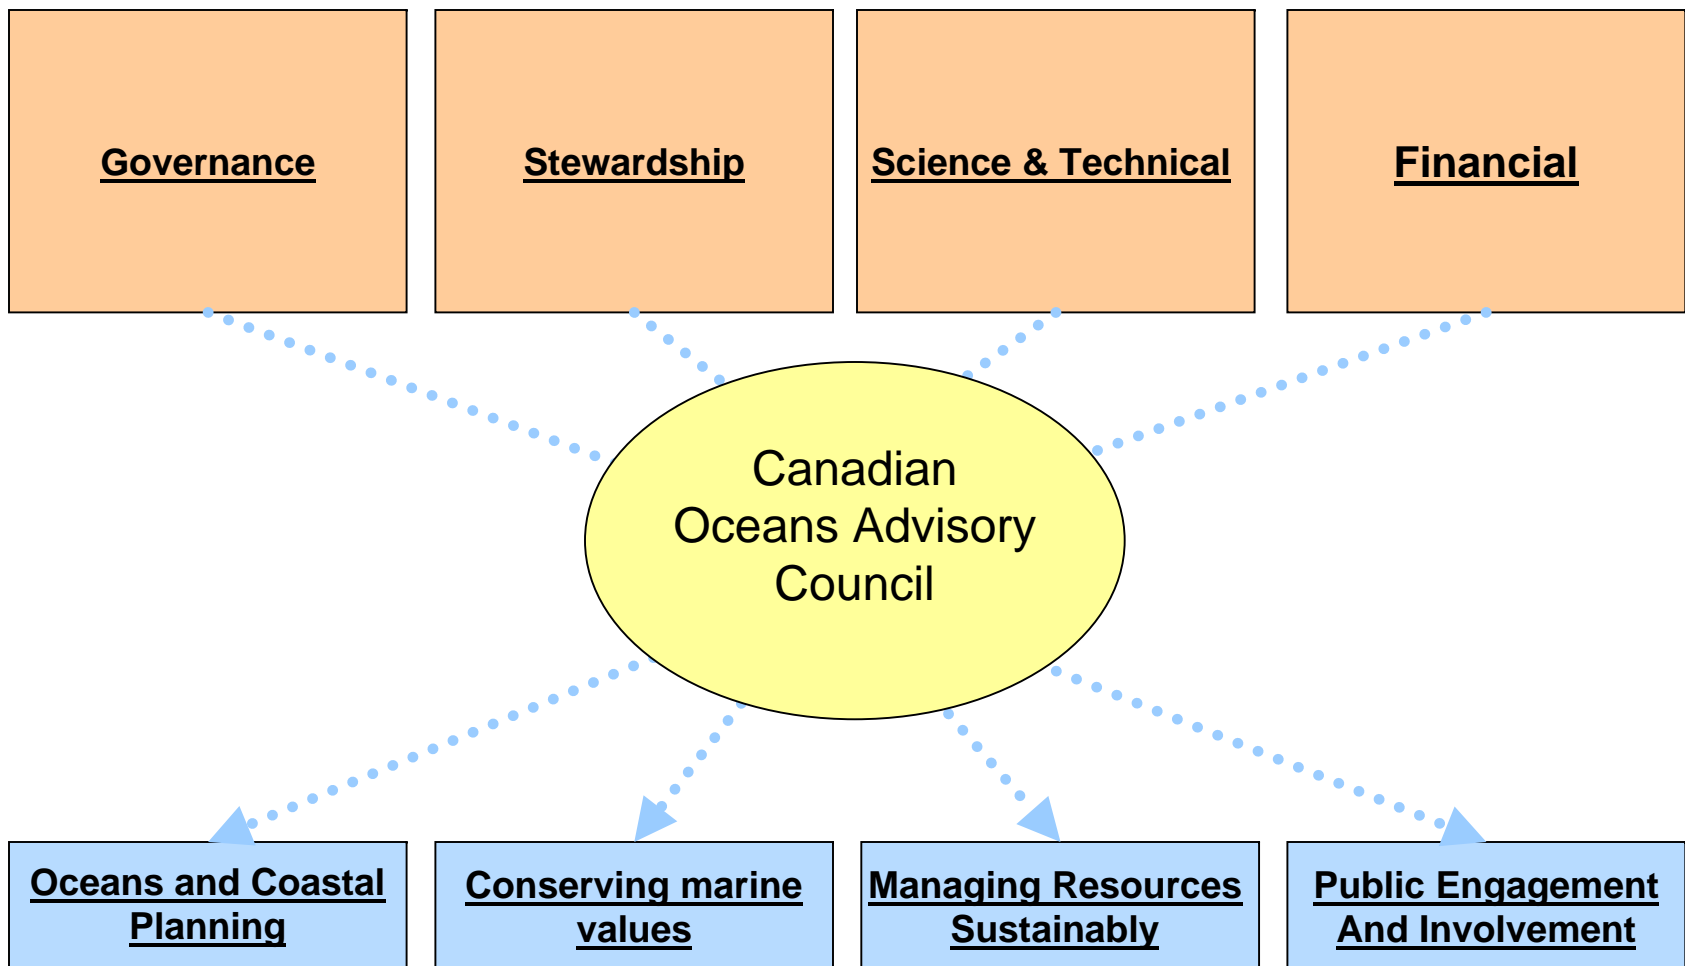 Governance
Stewardship
Science & Technical
Financial
Canadian
Oceans Advisory
Council
Oceans and Coastal
Planning
Conserving marine
values
Managing Resources
Sustainably
Public Engagement
And Involvement